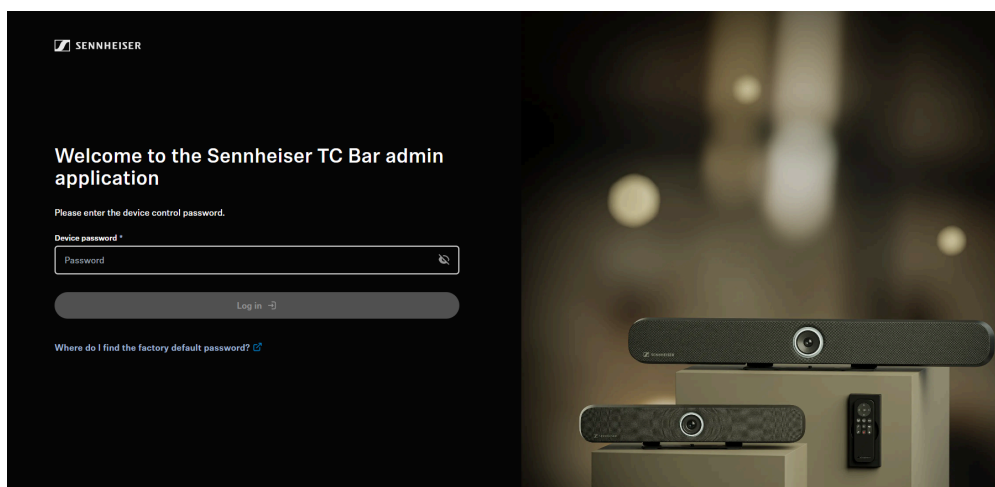 SENNHEISER
Welcome to the Sennheiser TC Bar admin
application
Please enter the device control password.
Device password *
Password
Log in
Where do I find the factory default password?
SENNHEISER